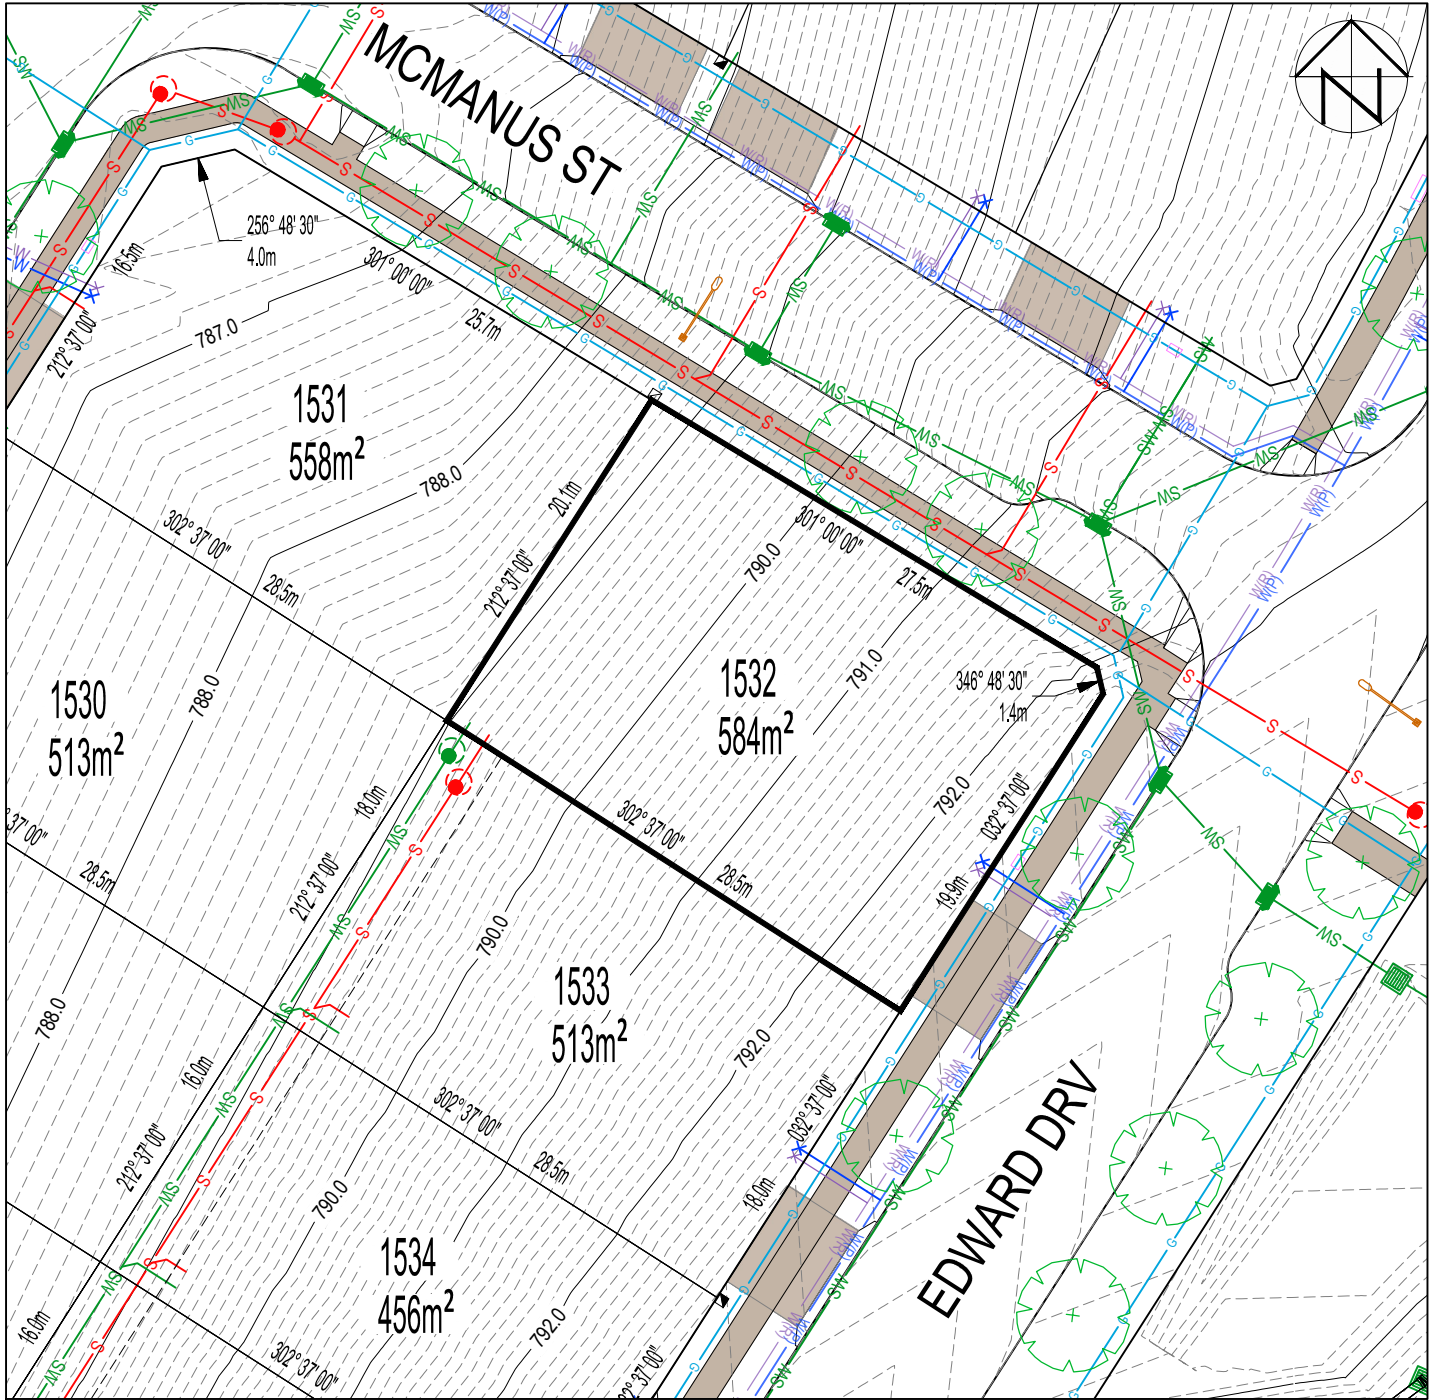 MCMANUS ST
N
256° 48' 30"
4.0m
301° 00' 00"
25.7m
16.5m
212° 37' 00"
787.0
1531
558m²
788.0
302° 37' 00"
28.5m
20.1m
212° 37' 00"
790.0
301° 00' 00"
27.5m
791.0
1532
584m²
346° 48' 30"
1.4m
792.0
032° 37' 00"
19.9m
302° 37' 00"
28.5m
1530
513m²
788.0
18.0m
212° 37' 00"
28.5m
790.0
1533
513m²
788.0
792.0
16.0m
212° 37' 00"
302° 37' 00"
28.5m
032° 37' 00"
18.0m
790.0
1534
456m²
792.0
16.0m
302° 37' 00"
EDWARD DRV
SW
S
G
W(R)
W(P)